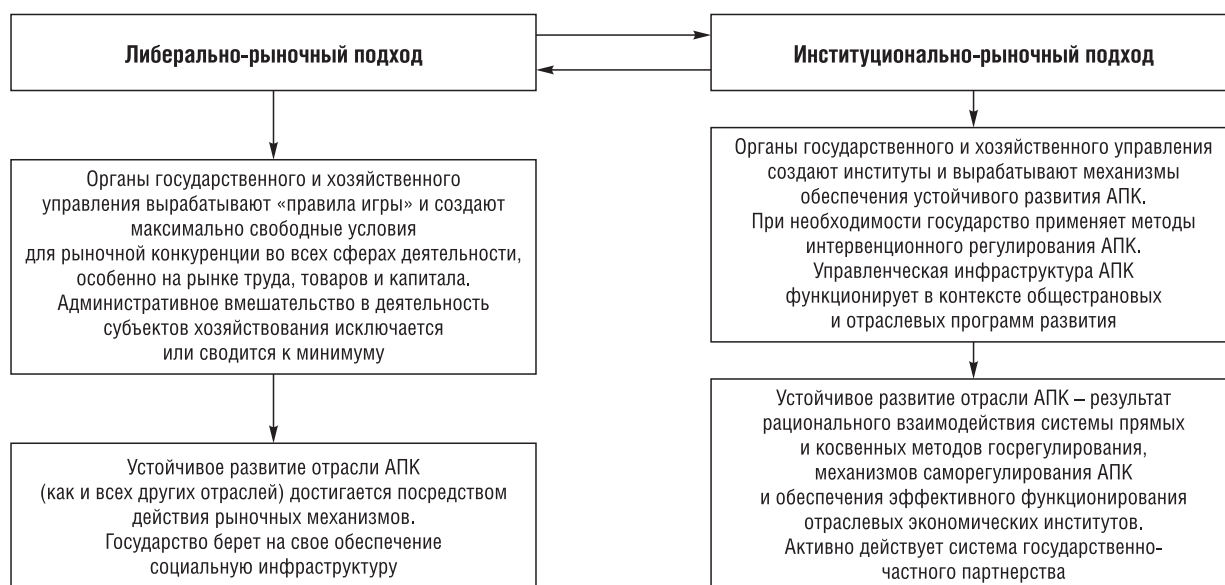 Либерально-рыночный подход
Институционально-рыночный подход
Органы государственного и хозяйственного
управления вырабатывают «правила игры» и создают
максимально свободные условия
для рыночной конкуренции во всех сферах деятельности,
особенно на рынке труда, товаров и капитала.
Административное вмешательство в деятельность
субъектов хозяйствования исключается
или сводится к минимуму
Органы государственного и хозяйственного управления
создают институты и вырабатывают механизмы
обеспечения устойчивого развития АПК.
При необходимости государство применяет методы
интервенционного регулирования АПК.
Управленческая инфраструктура АПК
функционирует в контексте общестрановых
и отраслевых программ развития
Устойчивое развитие отрасли АПК
(как и всех других отраслей) достигается посредством
действия рыночных механизмов.
Государство берет на свое обеспечение
социальную инфраструктуру
Устойчивое развитие отрасли АПК – результат
рационального взаимодействия системы прямых
и косвенных методов госрегулирования,
механизмов саморегулирования АПК
и обеспечения эффективного функционирования
отраслевых экономических институтов.
Активно действует система государственно-
частного партнерства